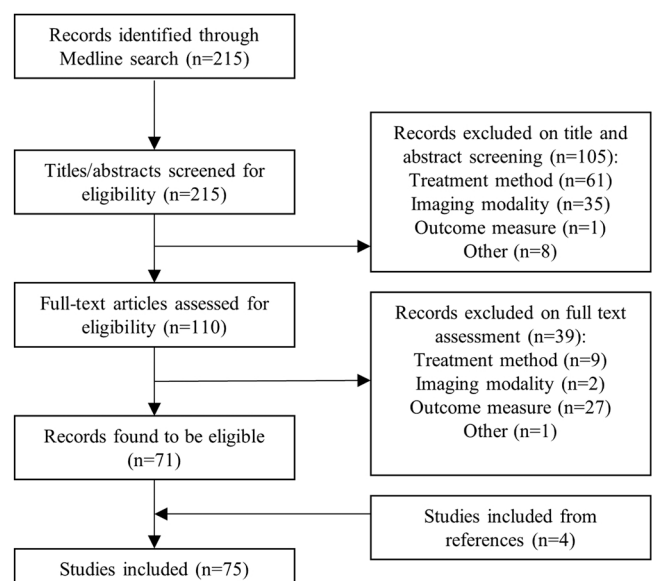 Records identified through
Medline search (n=215)
Titles/abstracts screened for
eligibility (n=215)
Records excluded on title and
abstract screening (n=105):
Treatment method (n=61)
Imaging modality (n=35)
Outcome measure (n=1)
Other (n=8)
Full-text articles assessed for
eligibility (n=110)
Records excluded on full text
assessment (n=39):
Treatment method (n=9)
Imaging modality (n=2)
Outcome measure (n=27)
Other (n=1)
Records found to be eligible
(n=71)
Studies included from
references (n=4)
Studies included (n=75)